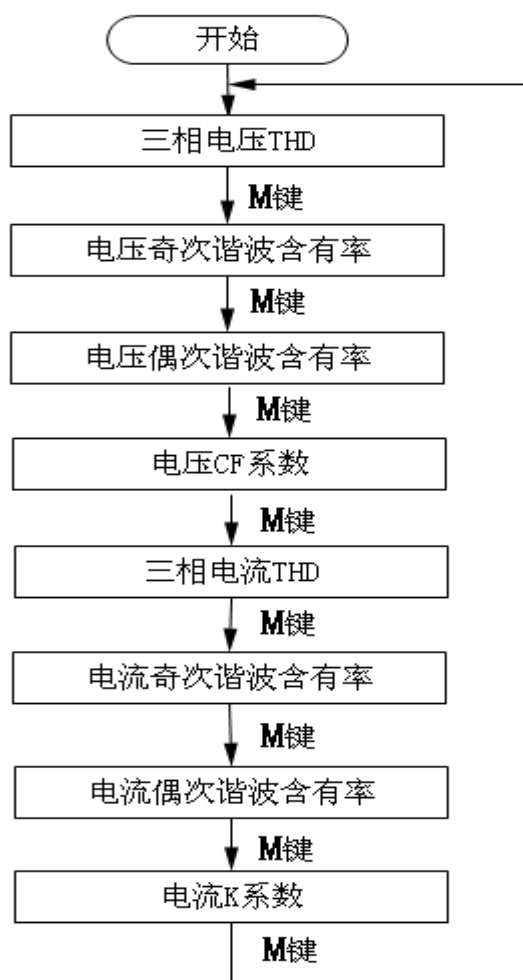 开始
三相电压THD
M键
电压奇次谐波含有率
M键
电压偶次谐波含有率
M键
电压CF系数
M键
三相电流THD
M键
电流奇次谐波含有率
M键
电流偶次谐波含有率
M键
电流K系数
M键